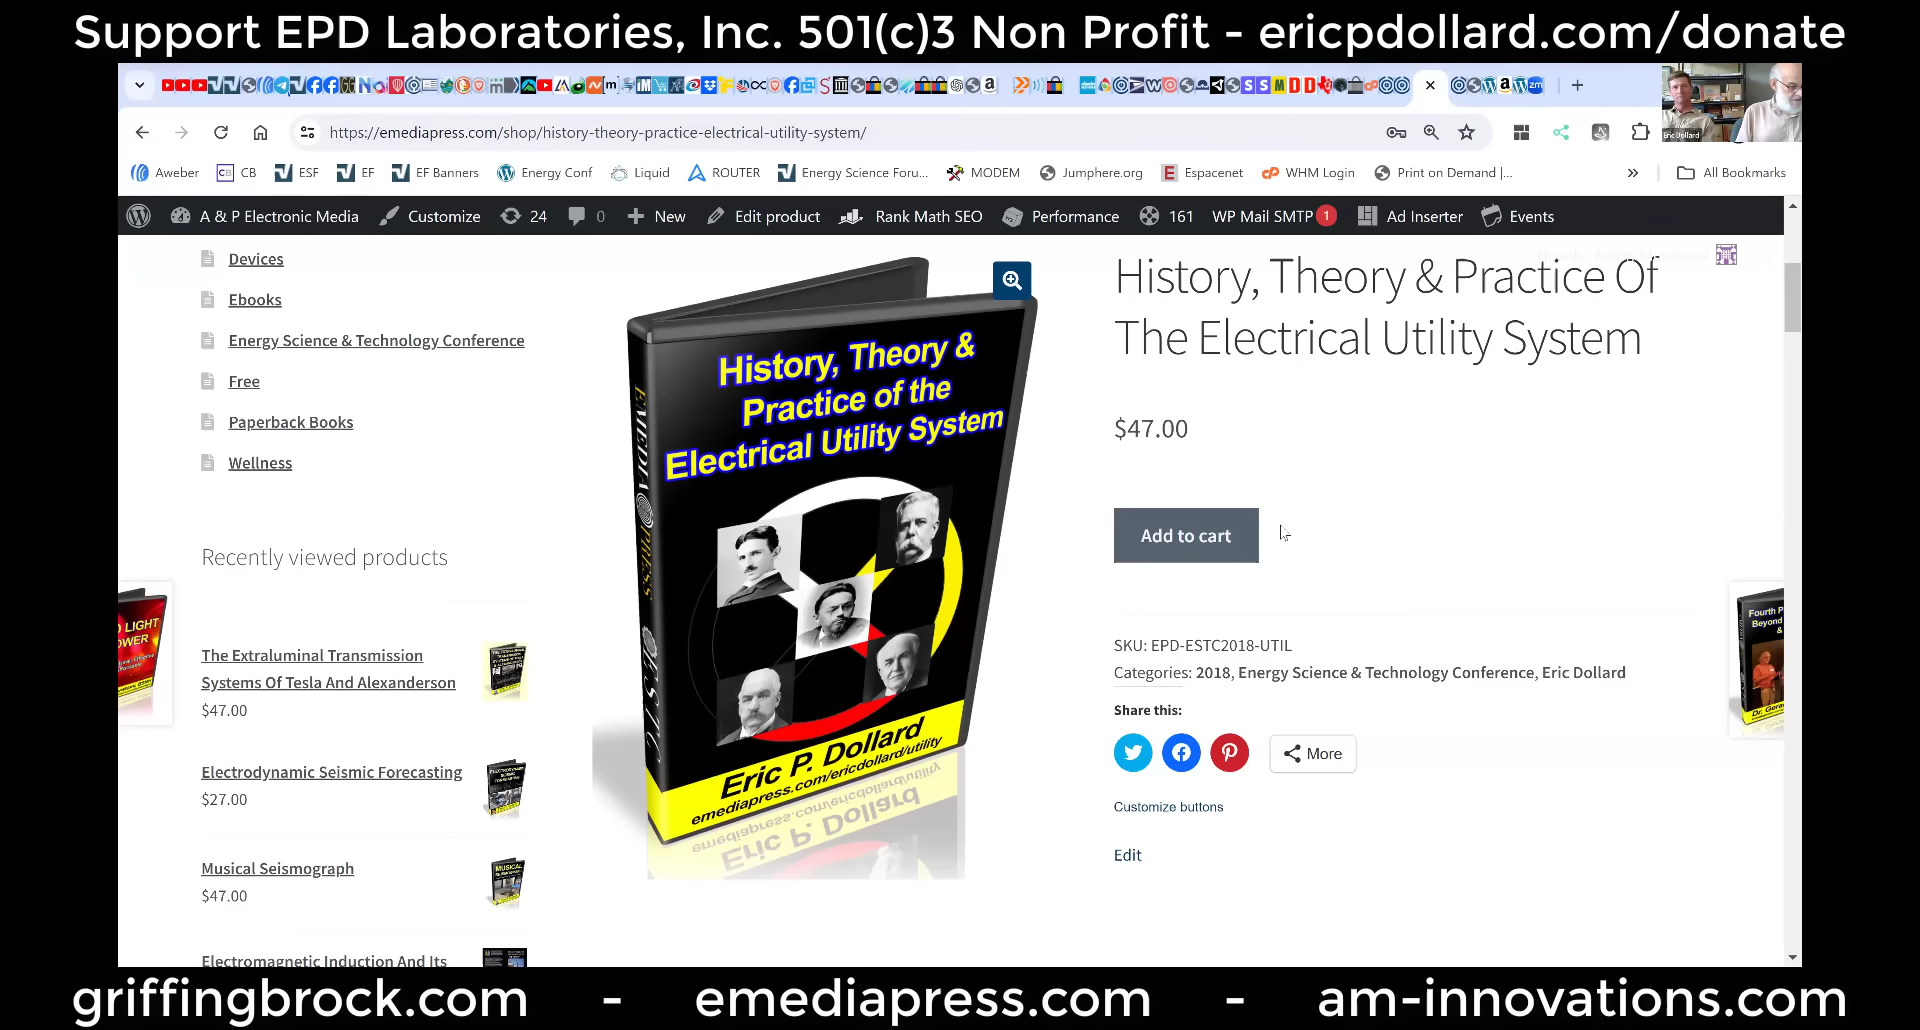 Support EPD Laboratories, Inc. 501(c)3 Non Profit - ericpdollard.com/donate
https://emediapress.com/shop/history-theory-practice-electrical-utility-system/
Eric Dollard
Aweber CB ESF EF EF Banners Energy Conf Liquid ROUTER Energy Science Foru... MODEM Jumphere.org Espacenet WHM Login Print on Demand |... » All Bookmarks
A & P Electronic Media Customize 24 0 New Edit product Rank Math SEO Performance 161 WP Mail SMTP 1 Ad Inserter Events
Devices
Ebooks
Energy Science & Technology Conference
Free
Paperback Books
Wellness
Recently viewed products
The Extraluminal Transmission
Systems Of Tesla And Alexanderson
$47.00
Electrodynamic Seismic Forecasting
$27.00
Musical Seismograph
$47.00
Electromagnetic Induction And Its
History, Theory &
Practice of the
Electrical Utility System
EMEDIA PRESS
ESTC
Eric P. Dollard
emediapress.com/ericdollard/utility
History, Theory & Practice Of
The Electrical Utility System
$47.00
Add to cart
SKU: EPD-ESTC2018-UTIL
Categories: 2018, Energy Science & Technology Conference, Eric Dollard
Share this:
More
Customize buttons
Edit
LIGHT
Fourth P
Beyond
&
griffingbrock.com - emediapress.com - am-innovations.com